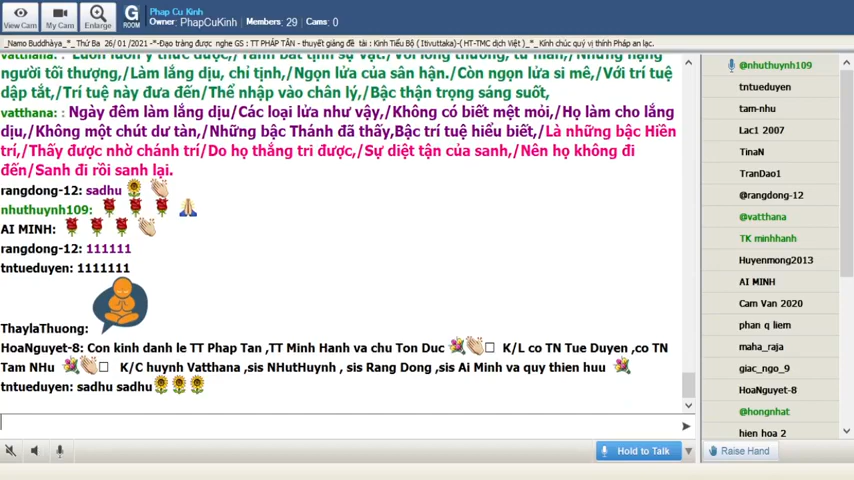 Phap Cu Kinh
Owner: PhapCuKinh | Members: 29 | Cams: 0
View Cam
My Cam
Enlarge
G
ROOM
_Namo Buddhàya_*_ Thứ Ba 26/ 01 /2021 -*-Đạo tràng được nghe GS : TT PHÁP TÂN - thuyết giảng đề tài : Kinh Tiểu Bộ ( Itivuttaka)-( HT-TMC dịch Việt )_*_ Kính chúc quý vị thính Pháp an lạc.
người tối thượng,/Làm lắng dịu, chỉ tịnh,/Ngọn lửa của sân hận./Còn ngọn lửa si mê,/Với trí tuệ
dập tắt,/Trí tuệ này đưa đến/Thể nhập vào chân lý,/Bậc thận trọng sáng suốt,
vatthana: : Ngày đêm làm lắng dịu/Các loại lửa như vậy,/Không có biết mệt mỏi,/Họ làm cho lắng
dịu,/Không một chút dư tàn,/Những bậc Thánh đã thấy,Bậc trí tuệ hiểu biết,/Là những bậc Hiền
trí,/Thấy được nhờ chánh trí/Do họ thắng tri được,/Sự diệt tận của sanh,/Nên họ không đi
đến/Sanh đi rồi sanh lại.
rangdong-12: sadhu
nhuthuynh109:
AI MINH:
rangdong-12: 111111
tntueduyen: 1111111
ThaylaThuong:
HoaNguyet-8: Con kinh danh le TT Phap Tan ,TT Minh Hanh va chu Ton Duc K/L co TN Tue Duyen ,co TN
Tam NHu K/C huynh Vatthana ,sis NHutHuynh , sis Rang Dong ,sis Ai Minh va quy thien huu
tntueduyen: sadhu sadhu
Hold to Talk
@nhuthuynh109
tntueduyen
tam-nhu
Lac1 2007
TinaN
TranDao1
@rangdong-12
@vatthana
TK minhhanh
Huyenmong2013
AI MINH
Cam Van 2020
phan q liem
maha_raja
giac_ngo_9
HoaNguyet-8
@hongnhat
hien hoa 2
Raise Hand